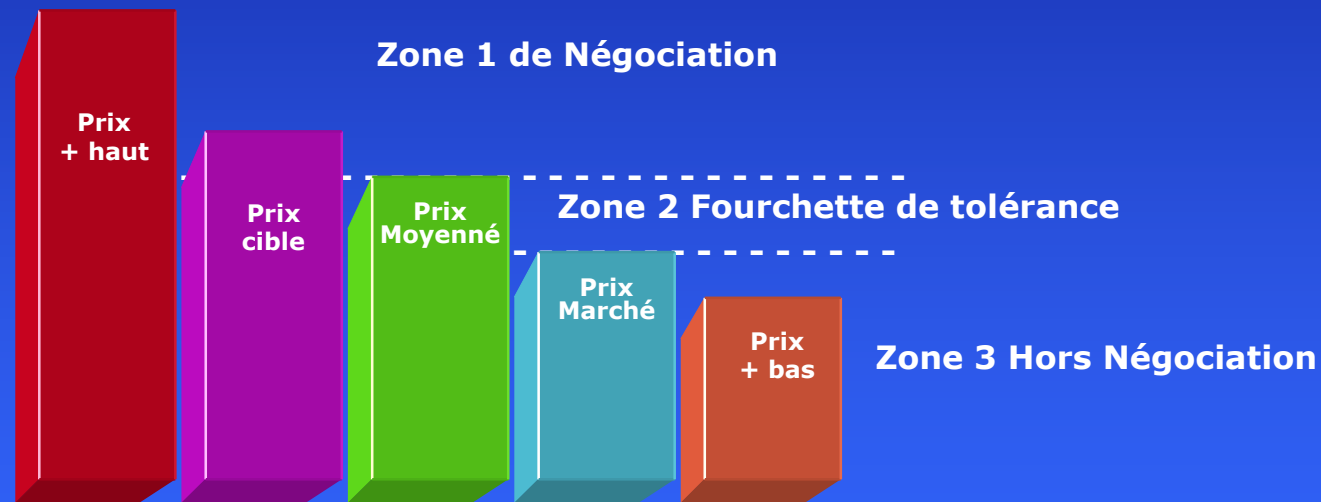 Zone 1 de Négociation
Prix
+ haut
Prix
cible
Prix
Moyenné
Zone 2 Fourchette de tolérance
Prix
Marché
Prix
+ bas
Zone 3 Hors Négociation